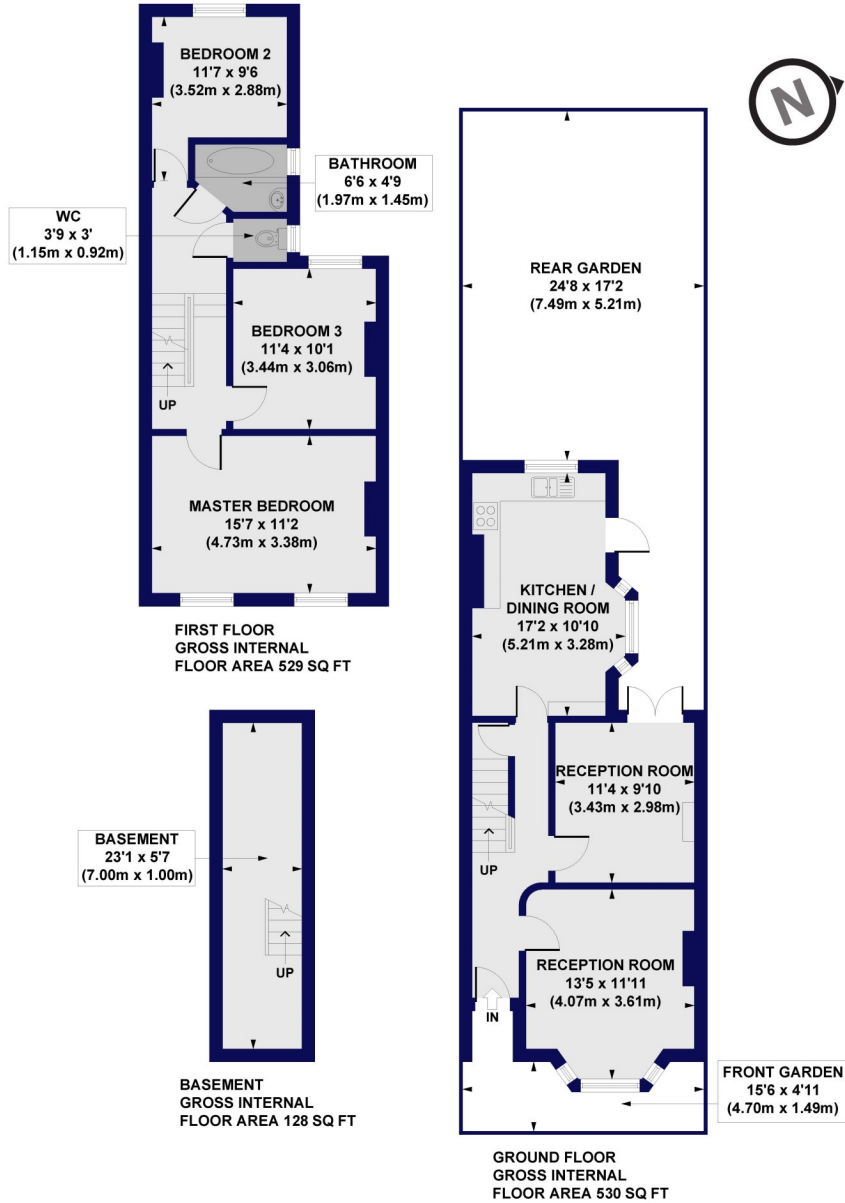 BEDROOM 2
11'7 x 9'6
(3.52m x 2.88m)
N
BATHROOM
6'6 x 4'9
(1.97m x 1.45m)
WC
3'9 x 3'
(1.15m x 0.92m)
BEDROOM 3
11'4 x 10'1
(3.44m x 3.06m)
UP
MASTER BEDROOM
15'7 x 11'2
(4.73m x 3.38m)
FIRST FLOOR
GROSS INTERNAL
FLOOR AREA 529 SQ FT
REAR GARDEN
24'8 x 17'2
(7.49m x 5.21m)
KITCHEN /
DINING ROOM
17'2 x 10'10
(5.21m x 3.28m)
RECEPTION ROOM
11'4 x 9'10
(3.43m x 2.98m)
UP
BASEMENT
23'1 x 5'7
(7.00m x 1.00m)
UP
BASEMENT
GROSS INTERNAL
FLOOR AREA 128 SQ FT
RECEPTION ROOM
13'5 x 11'11
(4.07m x 3.61m)
IN
FRONT GARDEN
15'6 x 4'11
(4.70m x 1.49m)
GROUND FLOOR
GROSS INTERNAL
FLOOR AREA 530 SQ FT